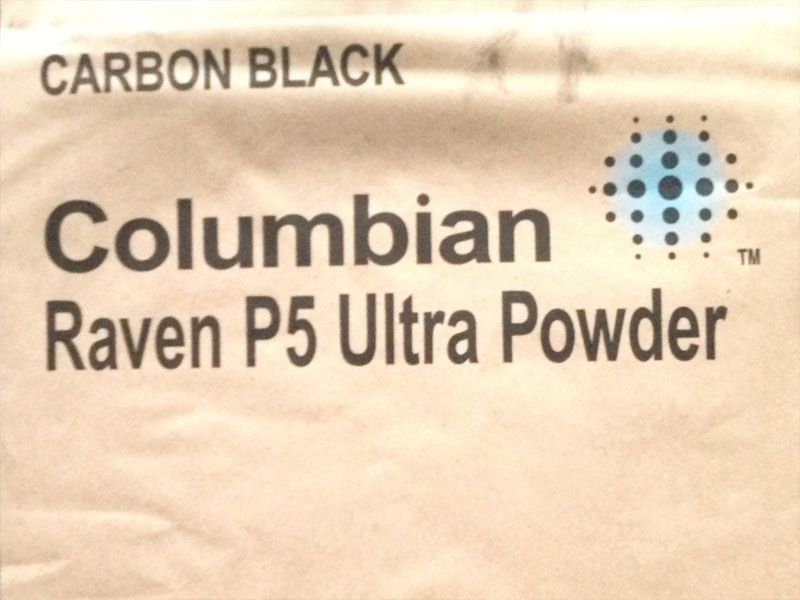 CARBON BLACK
Columbian
TM
Raven P5 Ultra Powder